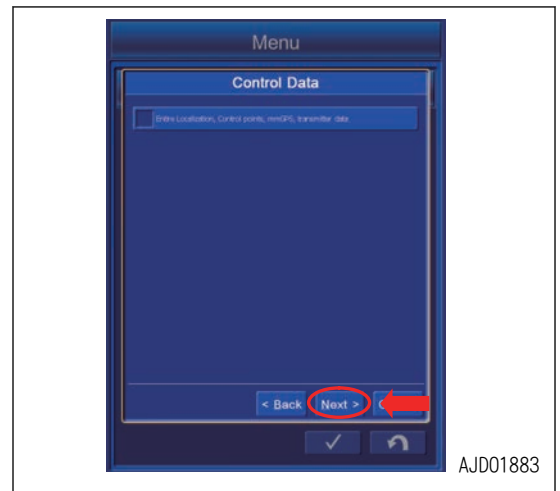 Menu
Control Data
Entire Localization, Control points, mmGPS, transmitter data
< Back
Next >
AJD01883